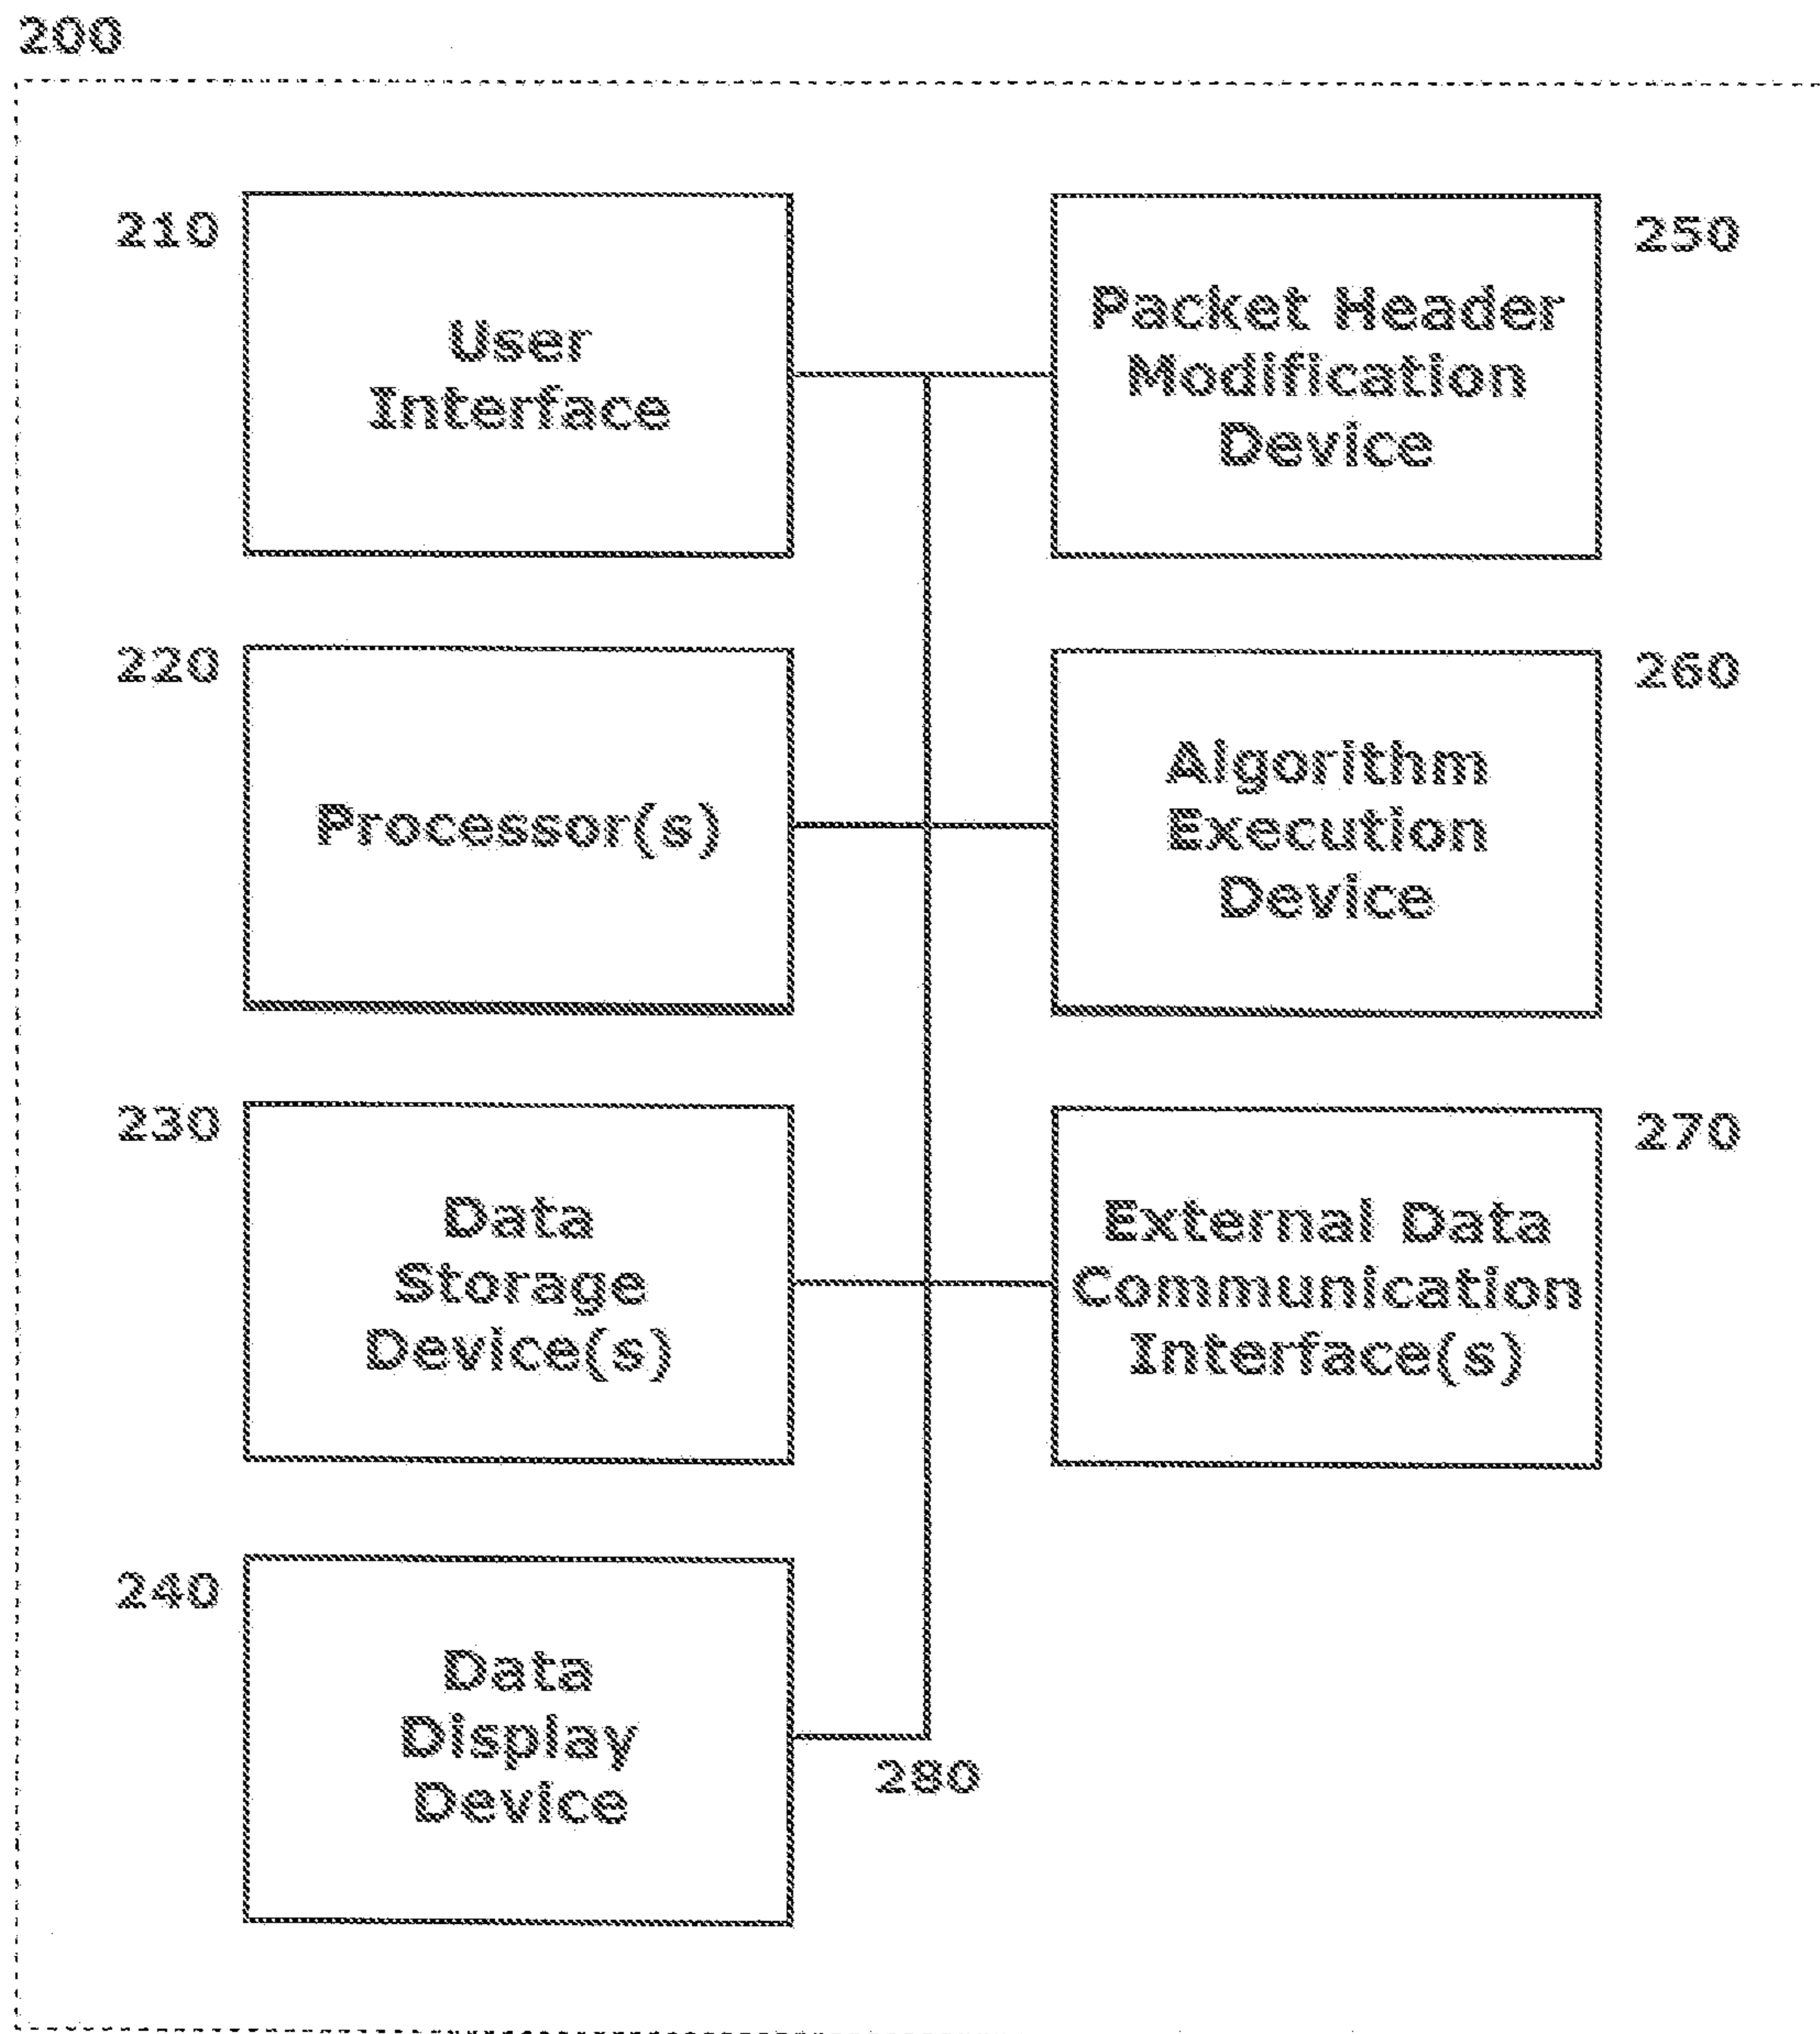 200
210
User
Interface
250
Packet Header
Modification
Device
220
Processor(s)
260
Algorithm
Execution
Device
230
Data
Storage
Device(s)
270
External Data
Communication
Interface(s)
240
Data
Display
Device
280